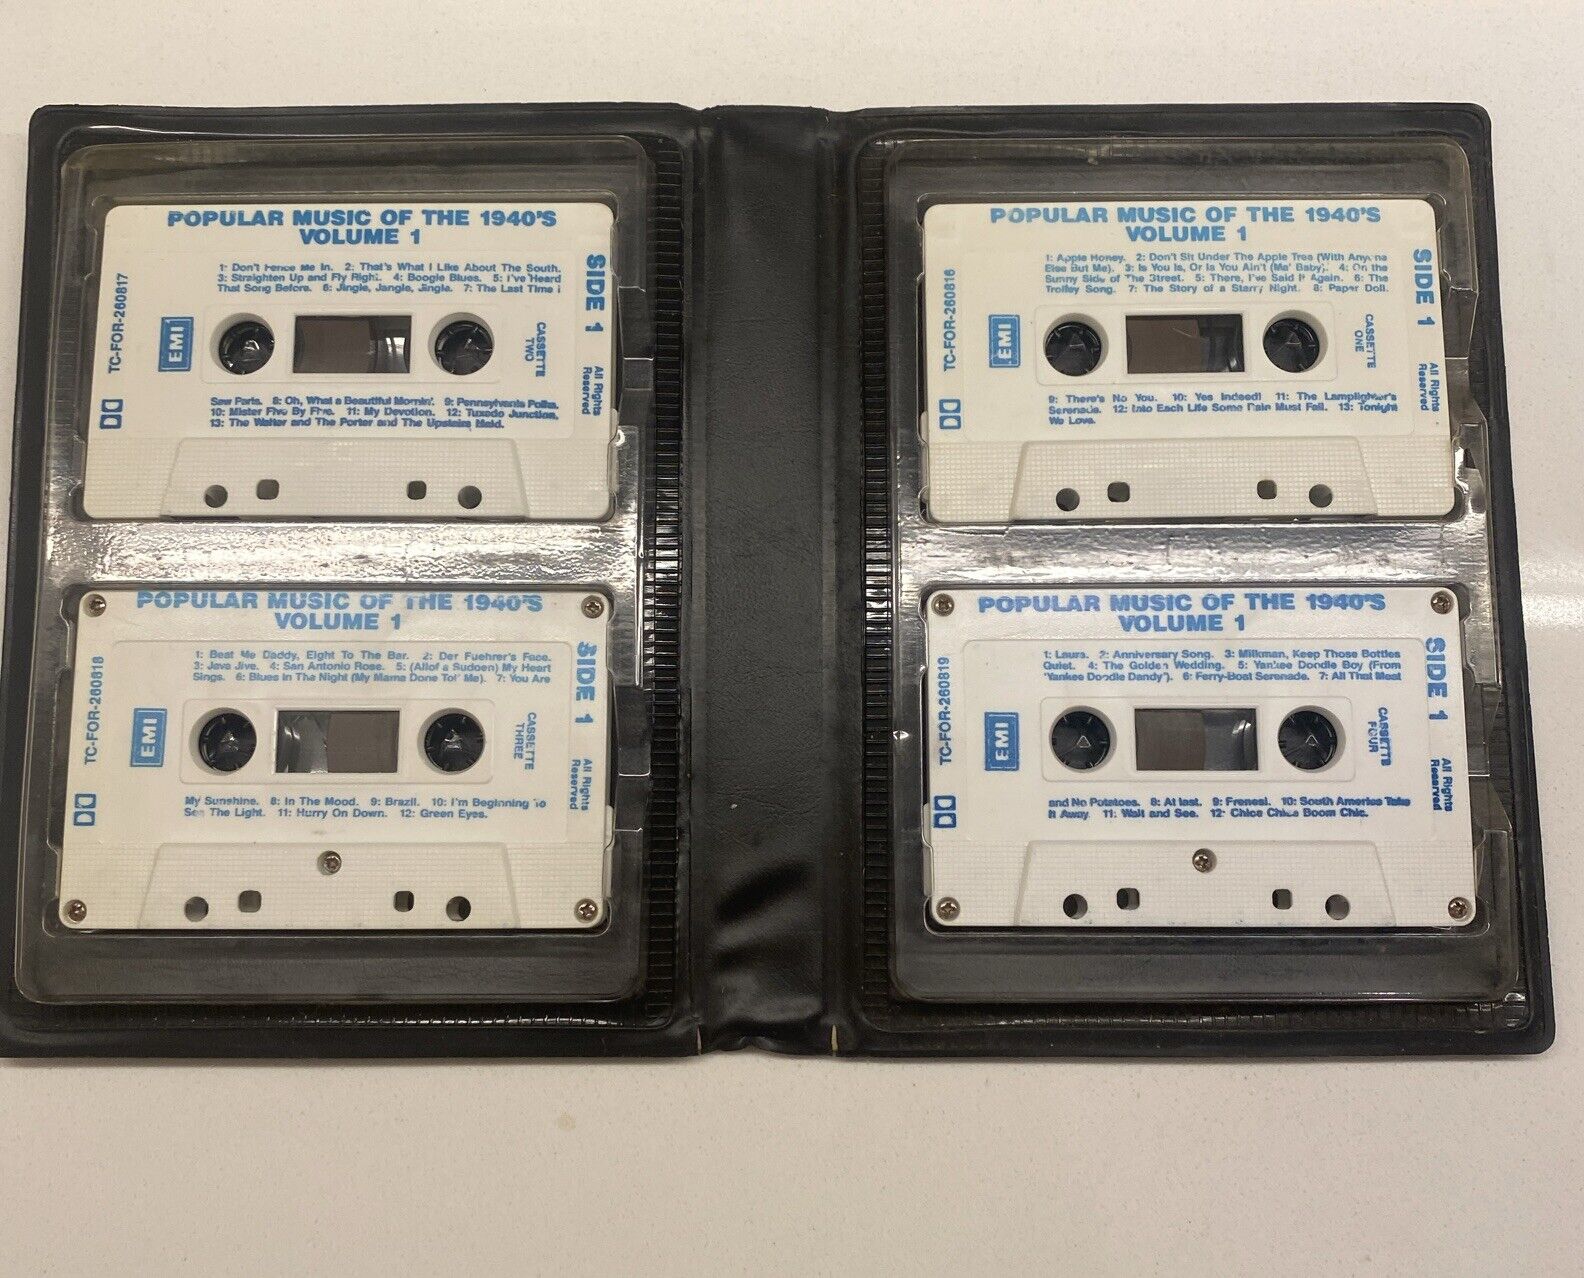 POPULAR MUSIC OF THE 1940'S
VOLUME 1
1: Don't Fence Me In. 2: That's What I Like About The South.
3: Straighten Up and Fly Right. 4: Boogie Blues. 5: I've Heard
That Song Before. 6: Jingle, Jangle, Jingle. 7: The Last Time I
SIDE 1
TC-FOR-260817
EMI
CASSETTE
TWO
All Rights
Reserved
Saw Paris. 8: Oh, What a Beautiful Mornin'. 9: Pennsylvania Polka.
10: Mister Five By Five. 11: My Devotion. 12: Tuxedo Junction.
13: The Waiter and The Porter and The Upstairs Maid.
POPULAR MUSIC OF THE 1940'S
VOLUME 1
1: Apple Honey. 2: Don't Sit Under The Apple Tree (With Anyone
Else But Me). 3: Is You Is, Or Is You Ain't (Ma' Baby). 4: On the
Sunny Side of The Street. 5: There, I've Said It Again. 6: The
Trolley Song. 7: The Story of a Starry Night. 8: Paper Doll.
SIDE 1
TC-FOR-260816
EMI
CASSETTE
ONE
All Rights
Reserved
9: There's No You. 10: Yes Indeed! 11: The Lamplighter's
Serenade. 12: Into Each Life Some Rain Must Fall. 13: Tonight
We Love.
POPULAR MUSIC OF THE 1940'S
VOLUME 1
1: Beat Me Daddy, Eight To The Bar. 2: Der Fuehrer's Face.
3: Java Jive. 4: San Antonio Rose. 5: (All of a Sudden) My Heart
Sings. 6: Blues In The Night (My Mama Done Tol' Me). 7: You Are
SIDE 1
TC-FOR-260818
EMI
CASSETTE
THREE
All Rights
Reserved
My Sunshine. 8: In The Mood. 9: Brazil. 10: I'm Beginning To
See The Light. 11: Hurry On Down. 12: Green Eyes.
POPULAR MUSIC OF THE 1940'S
VOLUME 1
1: Laura. 2: Anniversary Song. 3: Milkman, Keep Those Bottles
Quiet. 4: The Golden Wedding. 5: Yankee Doodle Boy (From
'Yankee Doodle Dandy'). 6: Ferry-Boat Serenade. 7: All That Meat
SIDE 1
TC-FOR-260819
EMI
CASSETTE
FOUR
All Rights
Reserved
and No Potatoes. 8: At last. 9: Frenesi. 10: South America Take
It Away. 11: Wait and See. 12: Chica Chica Boom Chic.